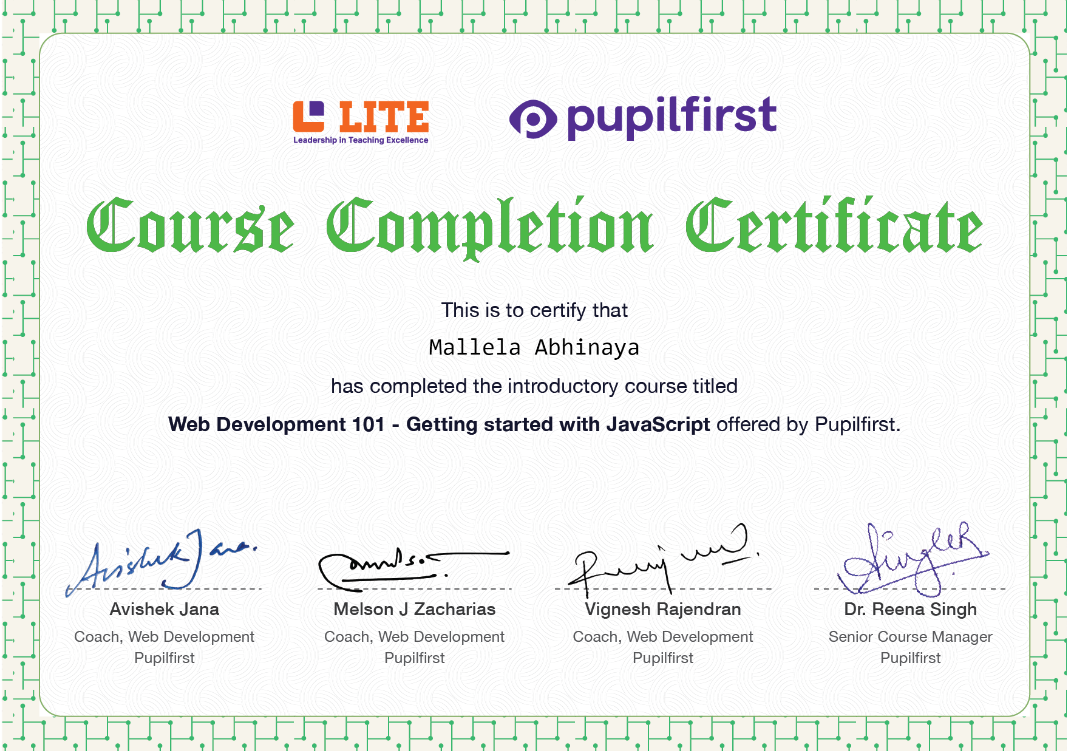 LITE
Leadership in Teaching Excellence
pupilfirst
Course Completion Certificate
This is to certify that
Mallela Abhinaya
has completed the introductory course titled
Web Development 101 - Getting started with JavaScript offered by Pupilfirst.
Avishek Jana.
Avishek Jana
Coach, Web Development
Pupilfirst
Melson J Zacharias
Coach, Web Development
Pupilfirst
Vignesh Rajendran
Coach, Web Development
Pupilfirst
Dr. Reena Singh
Senior Course Manager
Pupilfirst